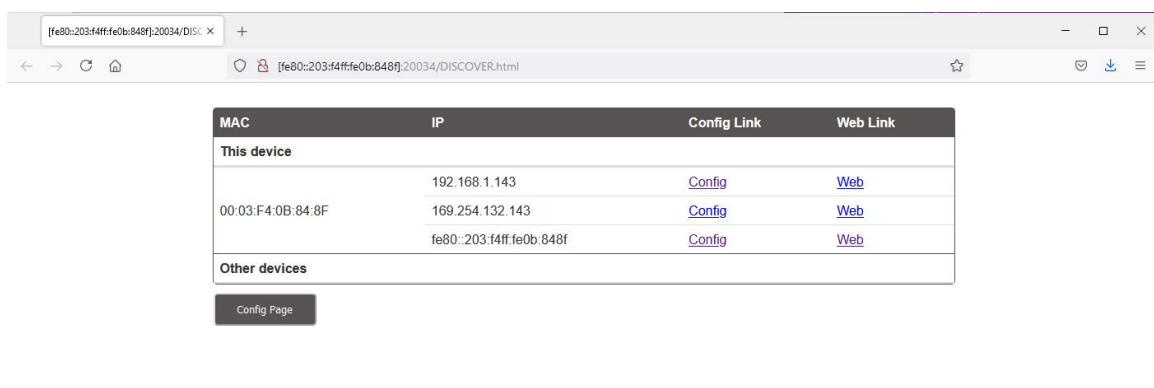 [fe80::203:f4ff:fe0b:848f]:20034/DISC
[fe80::203:f4ff:fe0b:848f]:20034/DISCOVER.html
MAC IP Config Link Web Link
This device
192.168.1.143 Config Web
00:03:F4:0B:84:8F 169.254.132.143 Config Web
fe80::203:f4ff:fe0b:848f Config Web
Other devices
Config Page